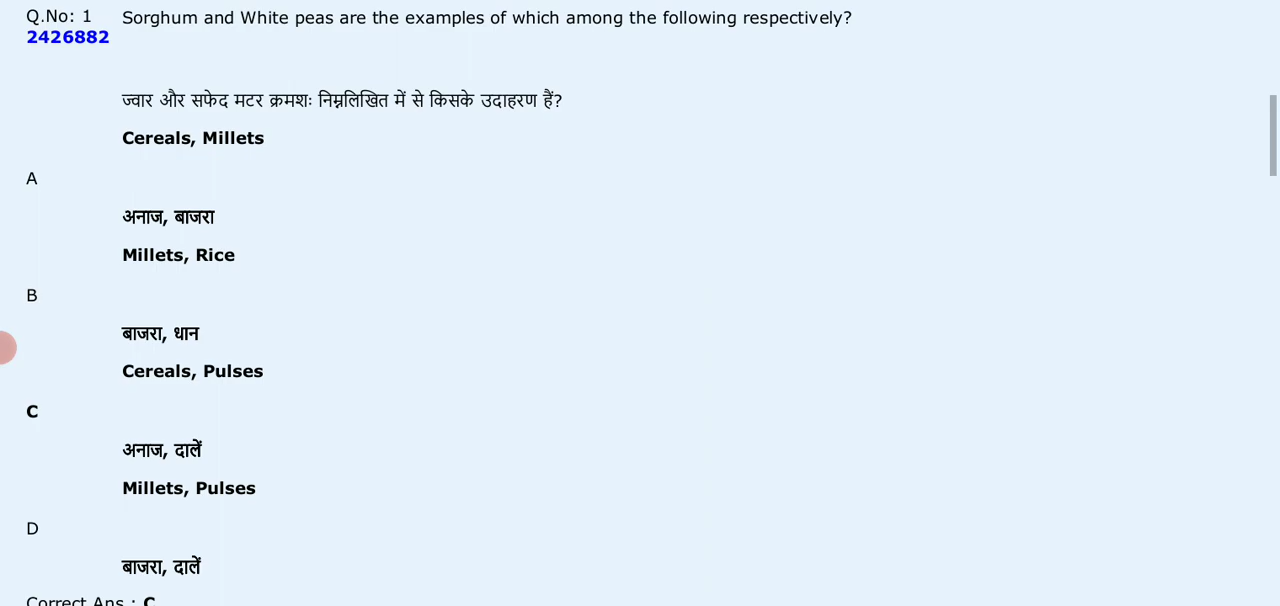 Q.No: 1 Sorghum and White peas are the examples of which among the following respectively?
2426882
ज्वार और सफेद मटर क्रमशः निम्नलिखित में से किसके उदाहरण हैं?
Cereals, Millets
A
अनाज, बाजरा
Millets, Rice
B
बाजरा, धान
Cereals, Pulses
C
अनाज, दालें
Millets, Pulses
D
बाजरा, दालें
Correct Ans : C